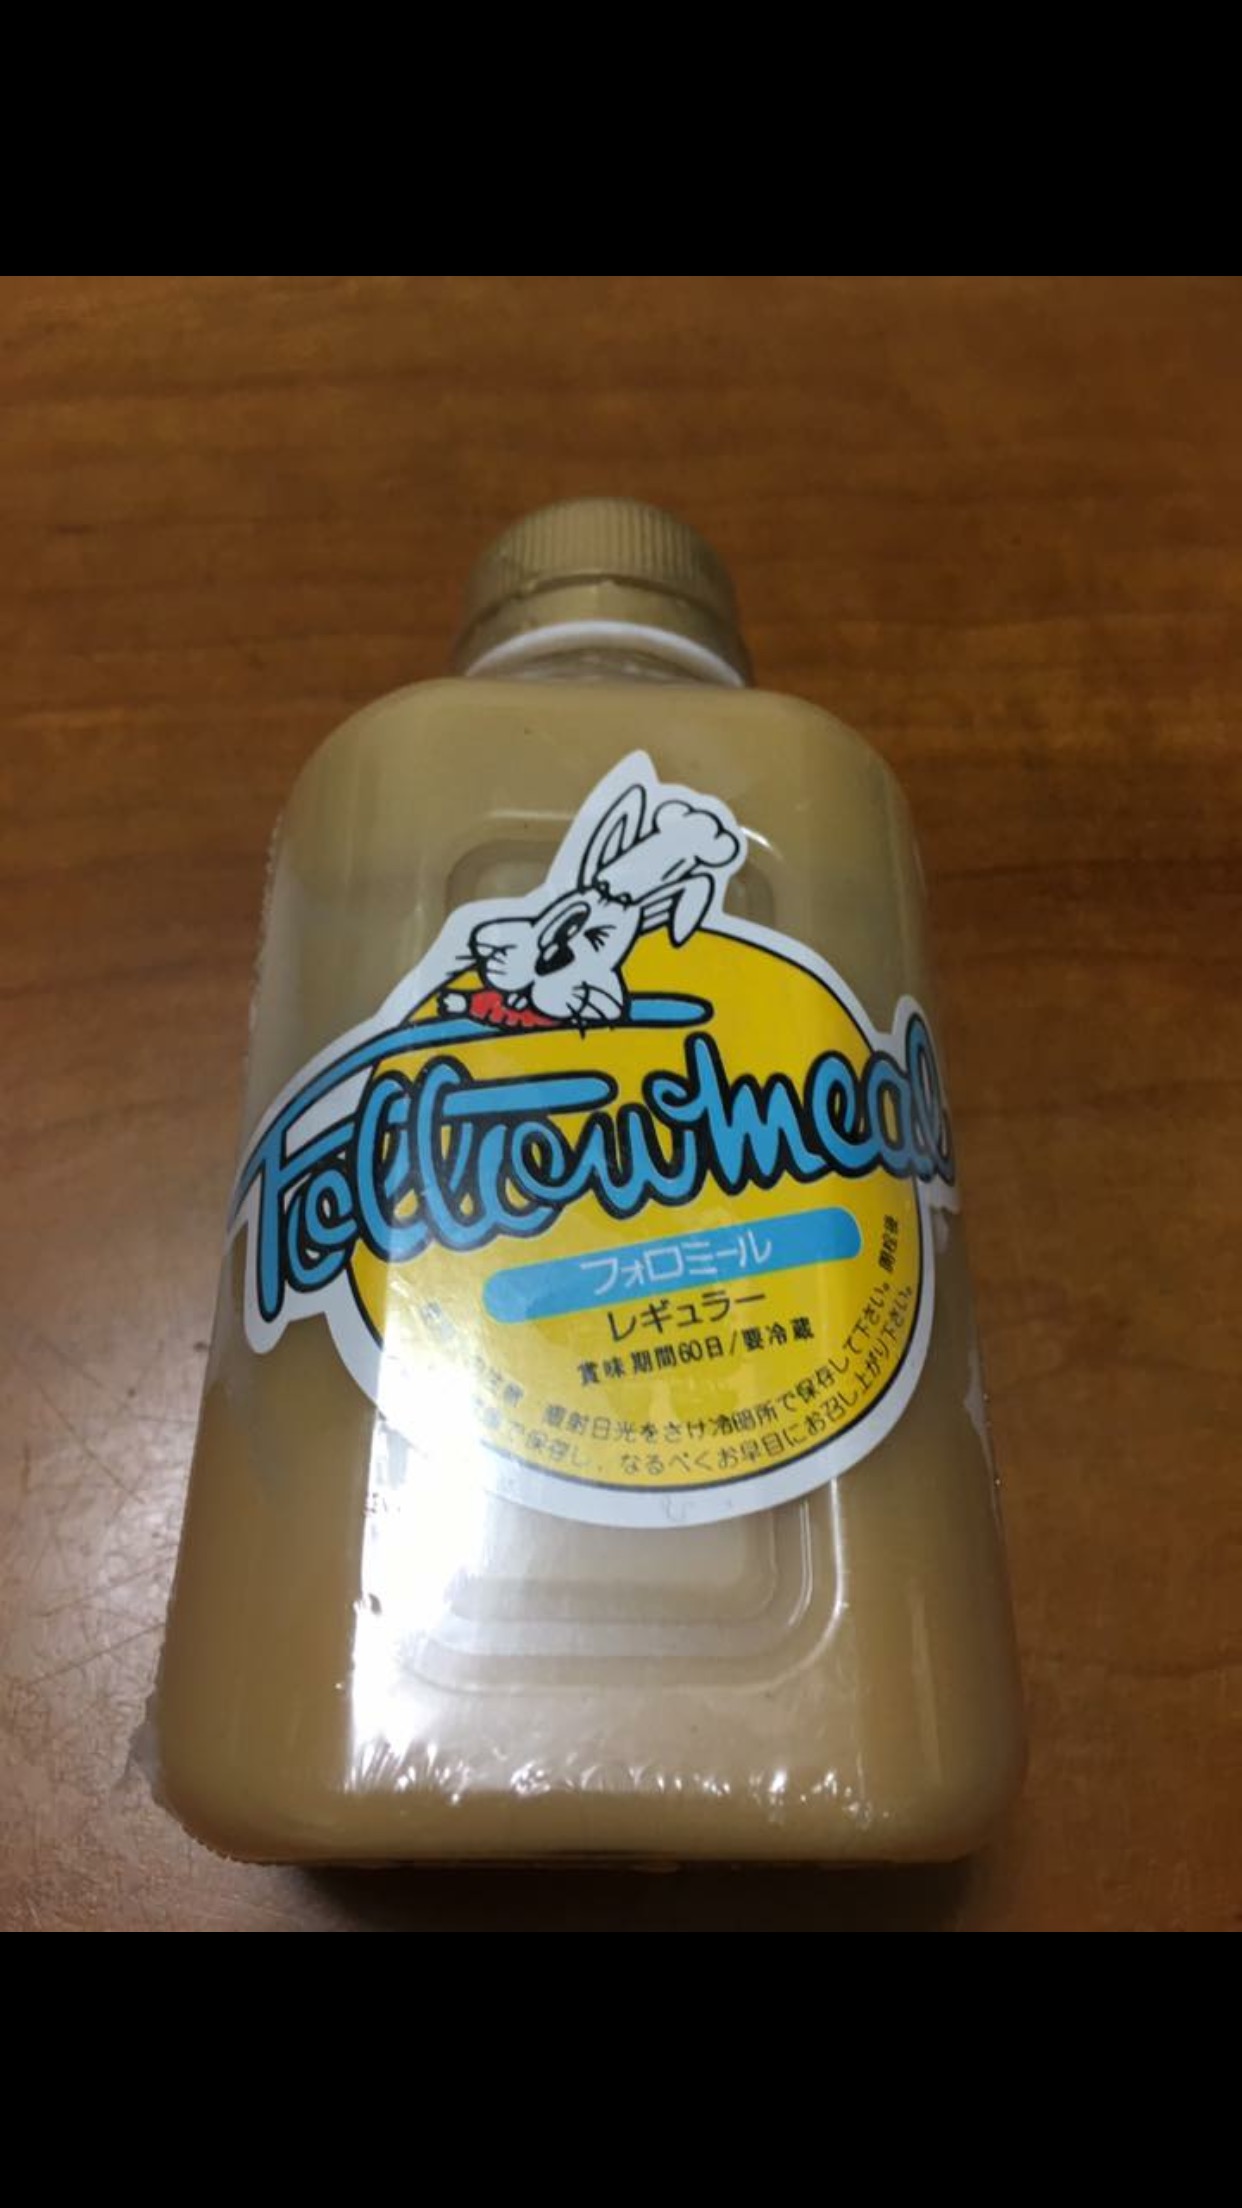 Followmeal
フォロミール
レギュラー
賞味期間60日/要冷蔵
直射日光をさけ冷暗所で保存して下さい。開栓後
で保存し、なるべくお早目にお召し上がり下さい。